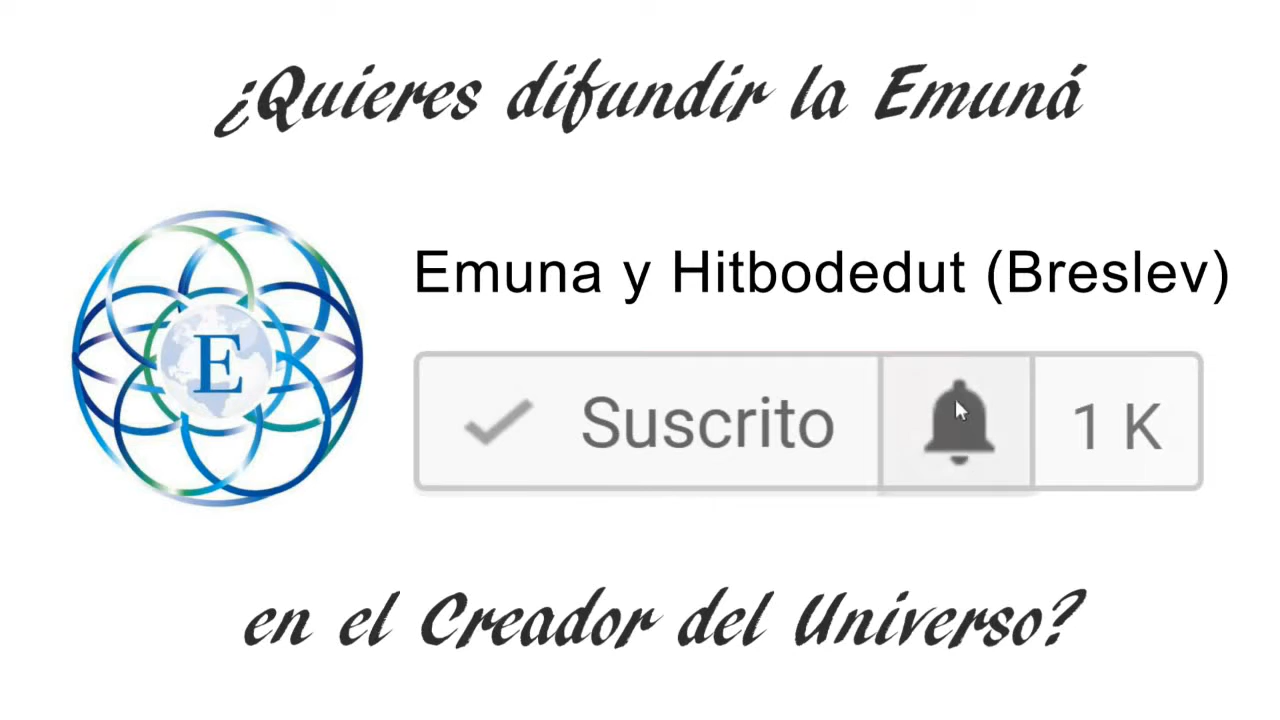 ¿Quieres difundir la Emuná
Emuna y Hitbodedut (Breslev)
E
Suscrito
1 K
en el Creador del Universo?